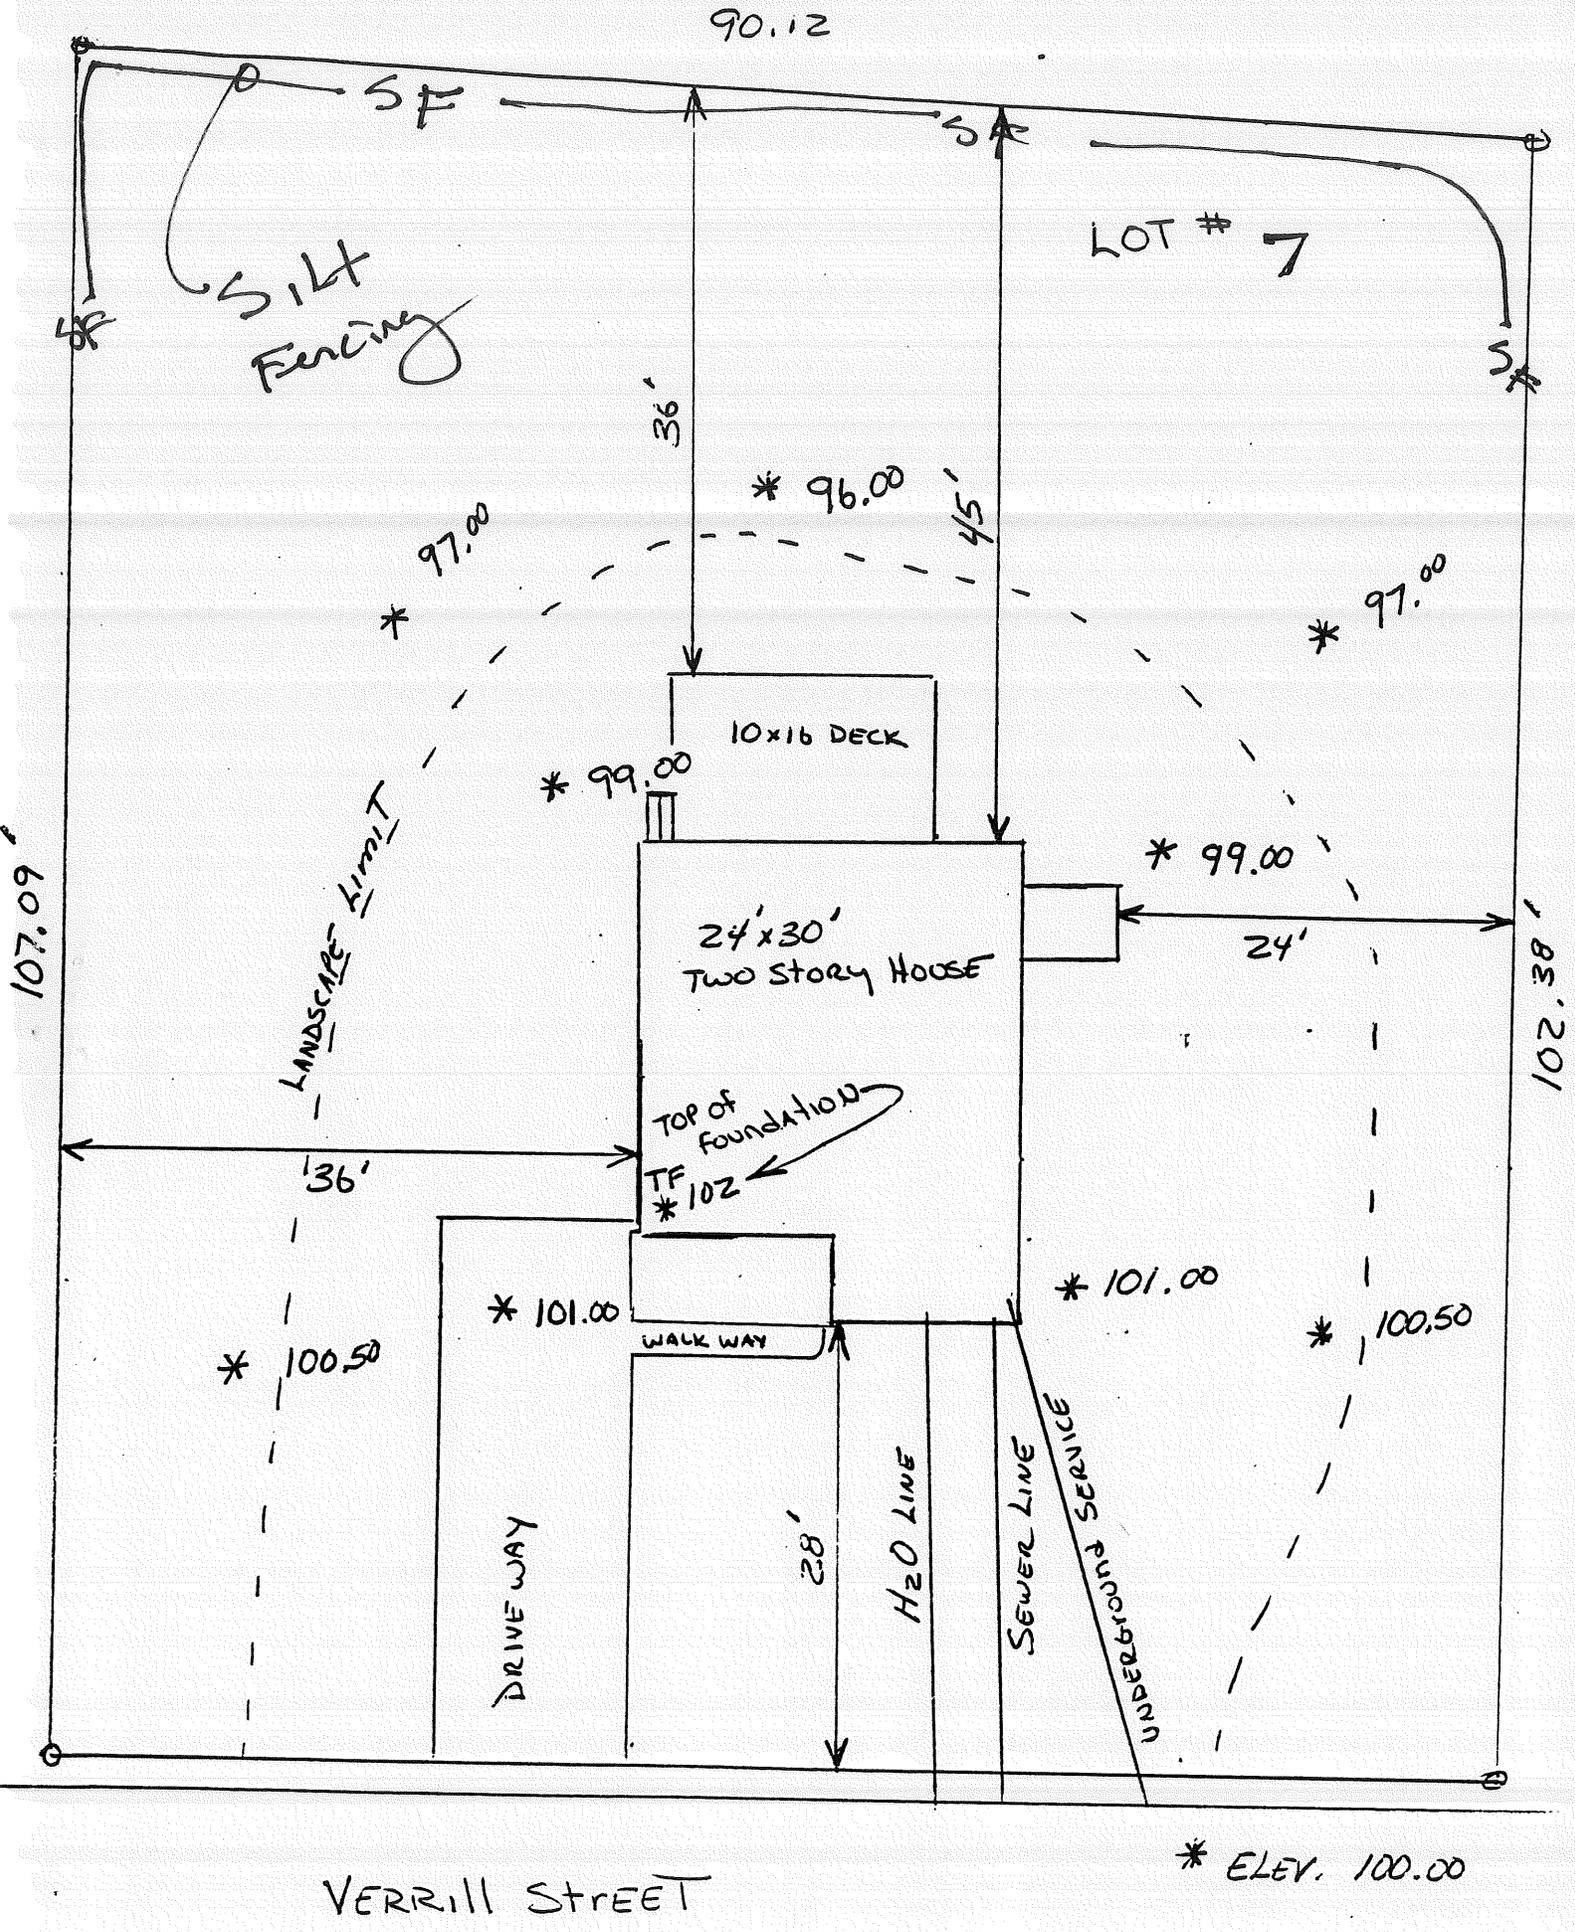 90.12
SF
SF
LOT # 7
SiLt
Fencing
SF
SF
36'
* 96.00
45'
97.00
*
97.00
*
10x16 DECK
* 99.00
LANDSCAPE LIMIT
* 99.00
107.09'
24'x30'
TWO Story HOUSE
24'
102.38'
TOP of
foundATION
36'
TF
* 102
* 101.00
* 101.00
* 100.50
* 100.50
WALK WAY
DRIVE WAY
28'
H2O LINE
SEWER LINE
UNDERground SERVICE
* ELEV. 100.00
VERRill StrEET